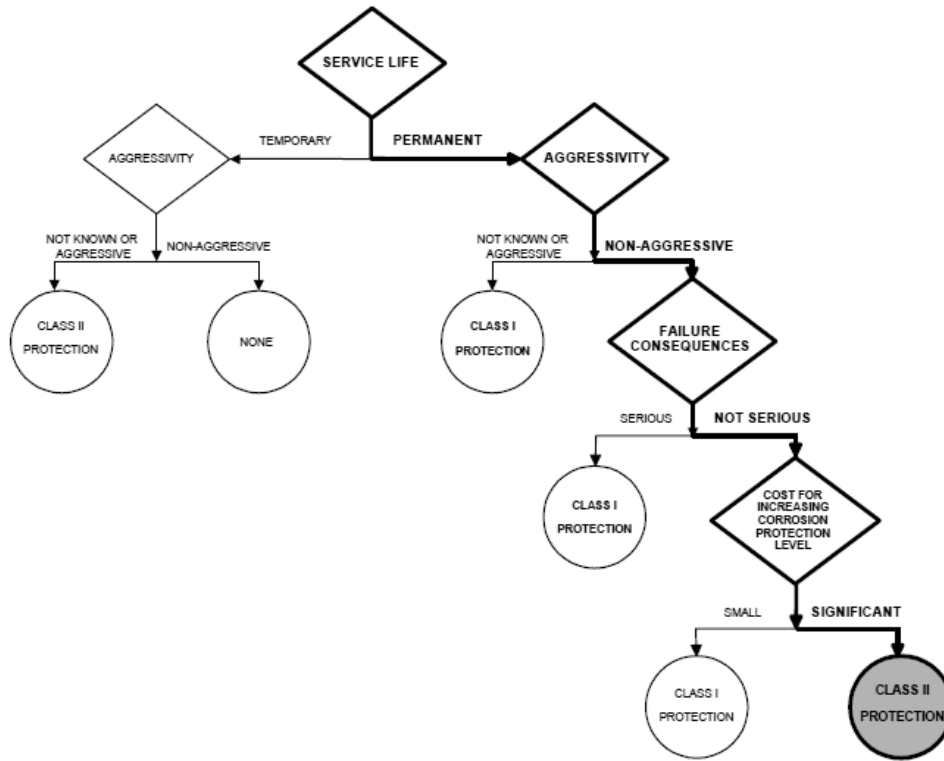 SERVICE LIFE
TEMPORARY
PERMANENT
AGGRESSIVITY
AGGRESSIVITY
NOT KNOWN OR
AGGRESSIVE
NON-AGGRESSIVE
NOT KNOWN OR
AGGRESSIVE
NON-AGGRESSIVE
CLASS II
PROTECTION
NONE
CLASS I
PROTECTION
FAILURE
CONSEQUENCES
SERIOUS
NOT SERIOUS
CLASS I
PROTECTION
COST FOR
INCREASING
CORROSION
PROTECTION
LEVEL
SMALL
SIGNIFICANT
CLASS I
PROTECTION
CLASS II
PROTECTION